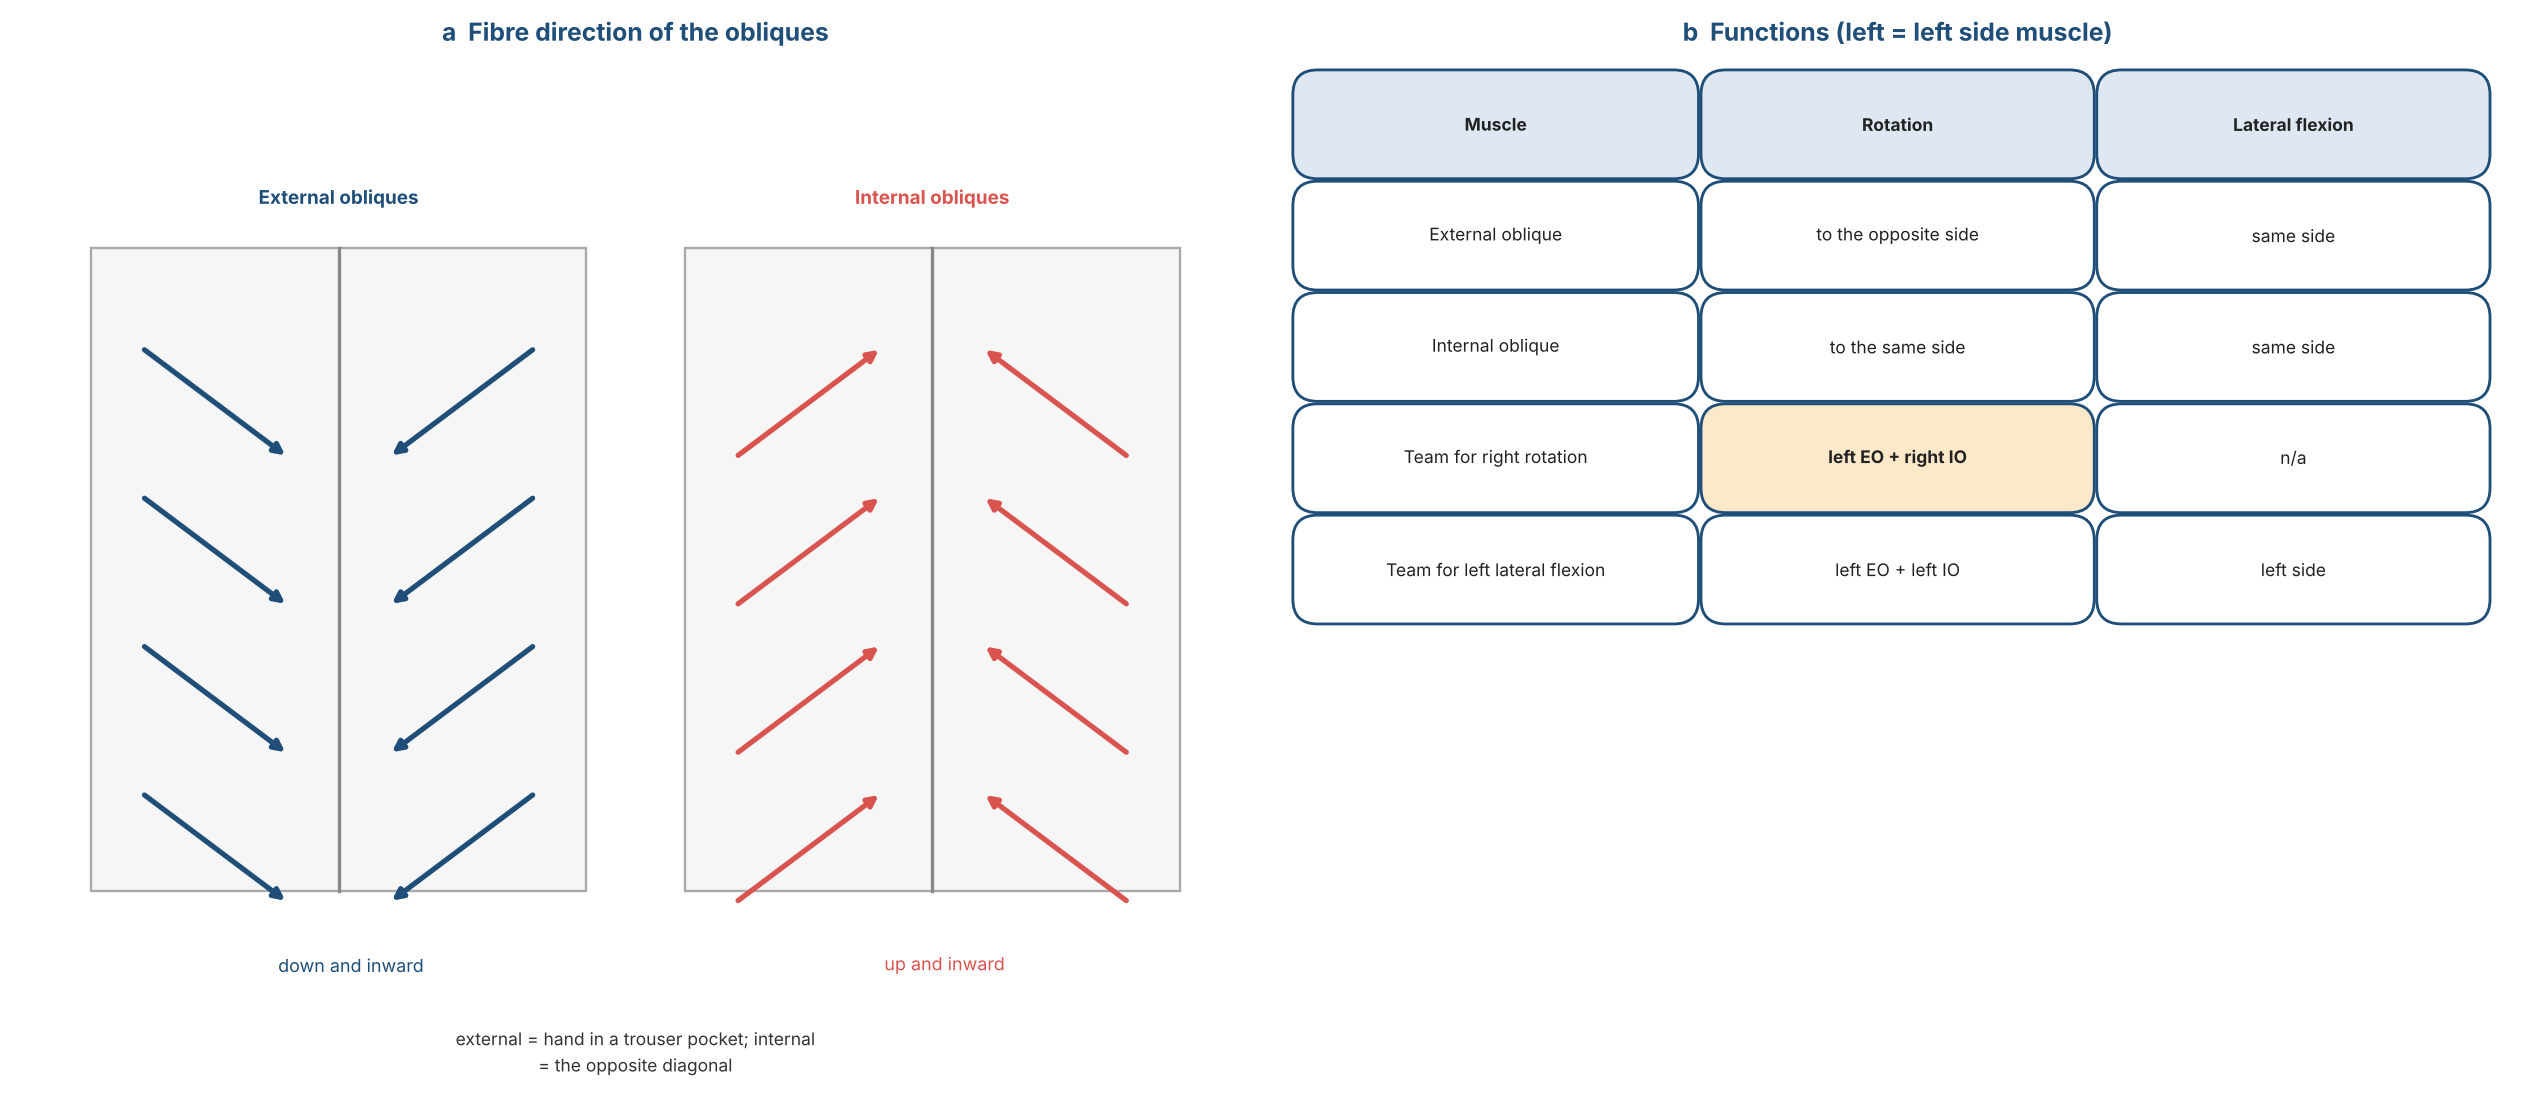 a Fibre direction of the obliques
External obliques
Internal obliques
down and inward
up and inward
external = hand in a trouser pocket; internal
= the opposite diagonal
b Functions (left = left side muscle)
Muscle Rotation Lateral flexion
External oblique to the opposite side same side
Internal oblique to the same side same side
Team for right rotation left EO + right IO n/a
Team for left lateral flexion left EO + left IO left side